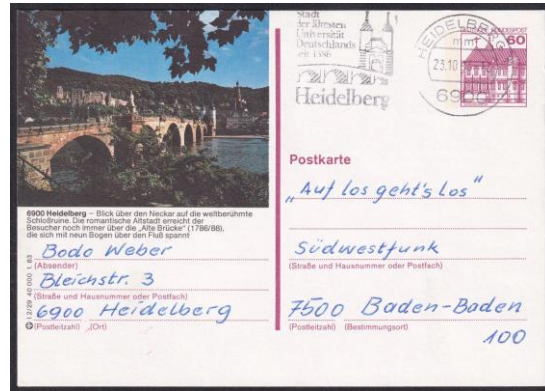 Stadt
der ältesten
Universität
Deutschlands
seit 1386
Heidelberg
HEIDELBERG
mm
23.10
69
DEUTSCHE BUNDESPOST
60
6900 Heidelberg – Blick über den Neckar auf die weltberühmte
Schloßruine. Die romantische Altstadt erreicht der
Besucher noch immer über die „Alte Brücke" (1786/88),
die sich mit neun Bogen über den Fluß spannt
Bodo Weber
(Absender)
Bleichstr. 3
(Straße und Hausnummer oder Postfach)
6900 Heidelberg
(Postleitzahl) (Ort)
Postkarte
„Auf los geht's los"
Südwestfunk
(Straße und Hausnummer oder Postfach)
7500 Baden-Baden
(Postleitzahl) (Bestimmungsort)
100